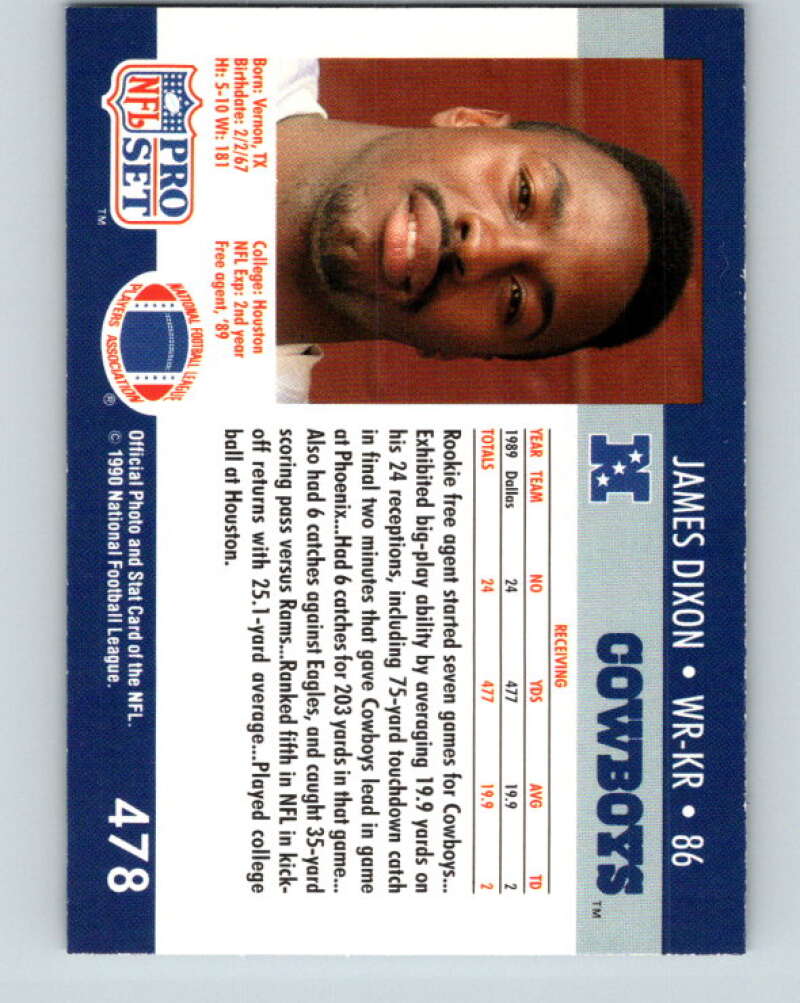 JAMES DIXON • WR-KR • 86
N
COWBOYS™
RECEIVING
YEAR TEAM NO YDS AVG TD
1989 Dallas 24 477 19.9 2
TOTALS 24 477 19.9 2
Rookie free agent started seven games for Cowboys...
Exhibited big-play ability by averaging 19.9 yards on
his 24 receptions, including 75-yard touchdown catch
in final two minutes that gave Cowboys lead in game
at Phoenix...Had 6 catches for 203 yards in that game...
Also had 6 catches against Eagles, and caught 35-yard
scoring pass versus Rams...Ranked fifth in NFL in kick-
off returns with 25.1-yard average...Played college
ball at Houston.
Born: Vernon, TX
Birthdate: 2/2/67
Ht: 5-10 Wt: 181
College: Houston
NFL Exp: 2nd year
Free agent, '89
NFL
PRO
SET
TM
NATIONAL FOOTBALL LEAGUE
PLAYERS ASSOCIATION
®
Official Photo and Stat Card of the NFL.
© 1990 National Football League.
478